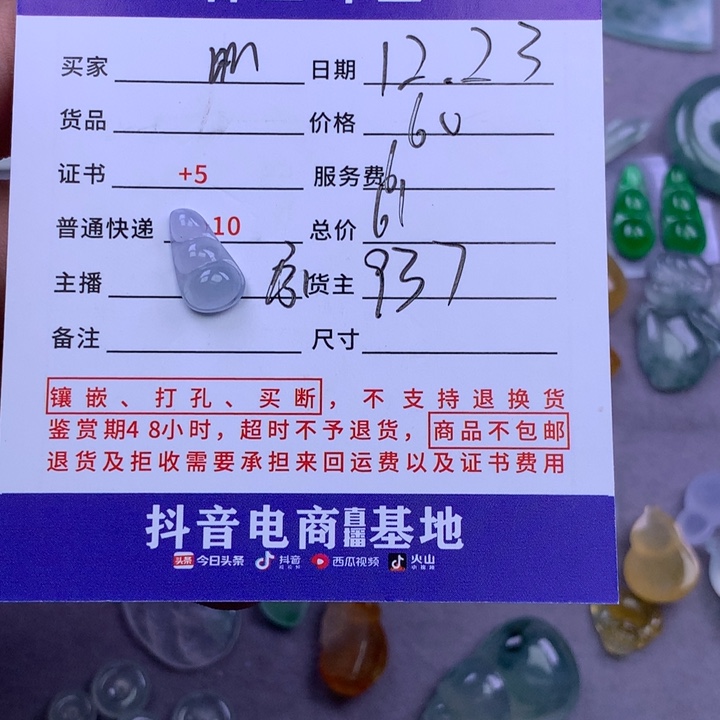 买家 日期 12.23
货品 价格 60
证书 +5 服务费 6
普通快递 10 总价 61
主播 货主 937
备注 尺寸
镶嵌、打孔、买断，不支持退换货
鉴赏期48小时，超时不予退货，商品不包邮
退货及拒收需要承担来回运费以及证书费用
抖音电商直播基地
头条 今日头条 抖音 西瓜视频 火山